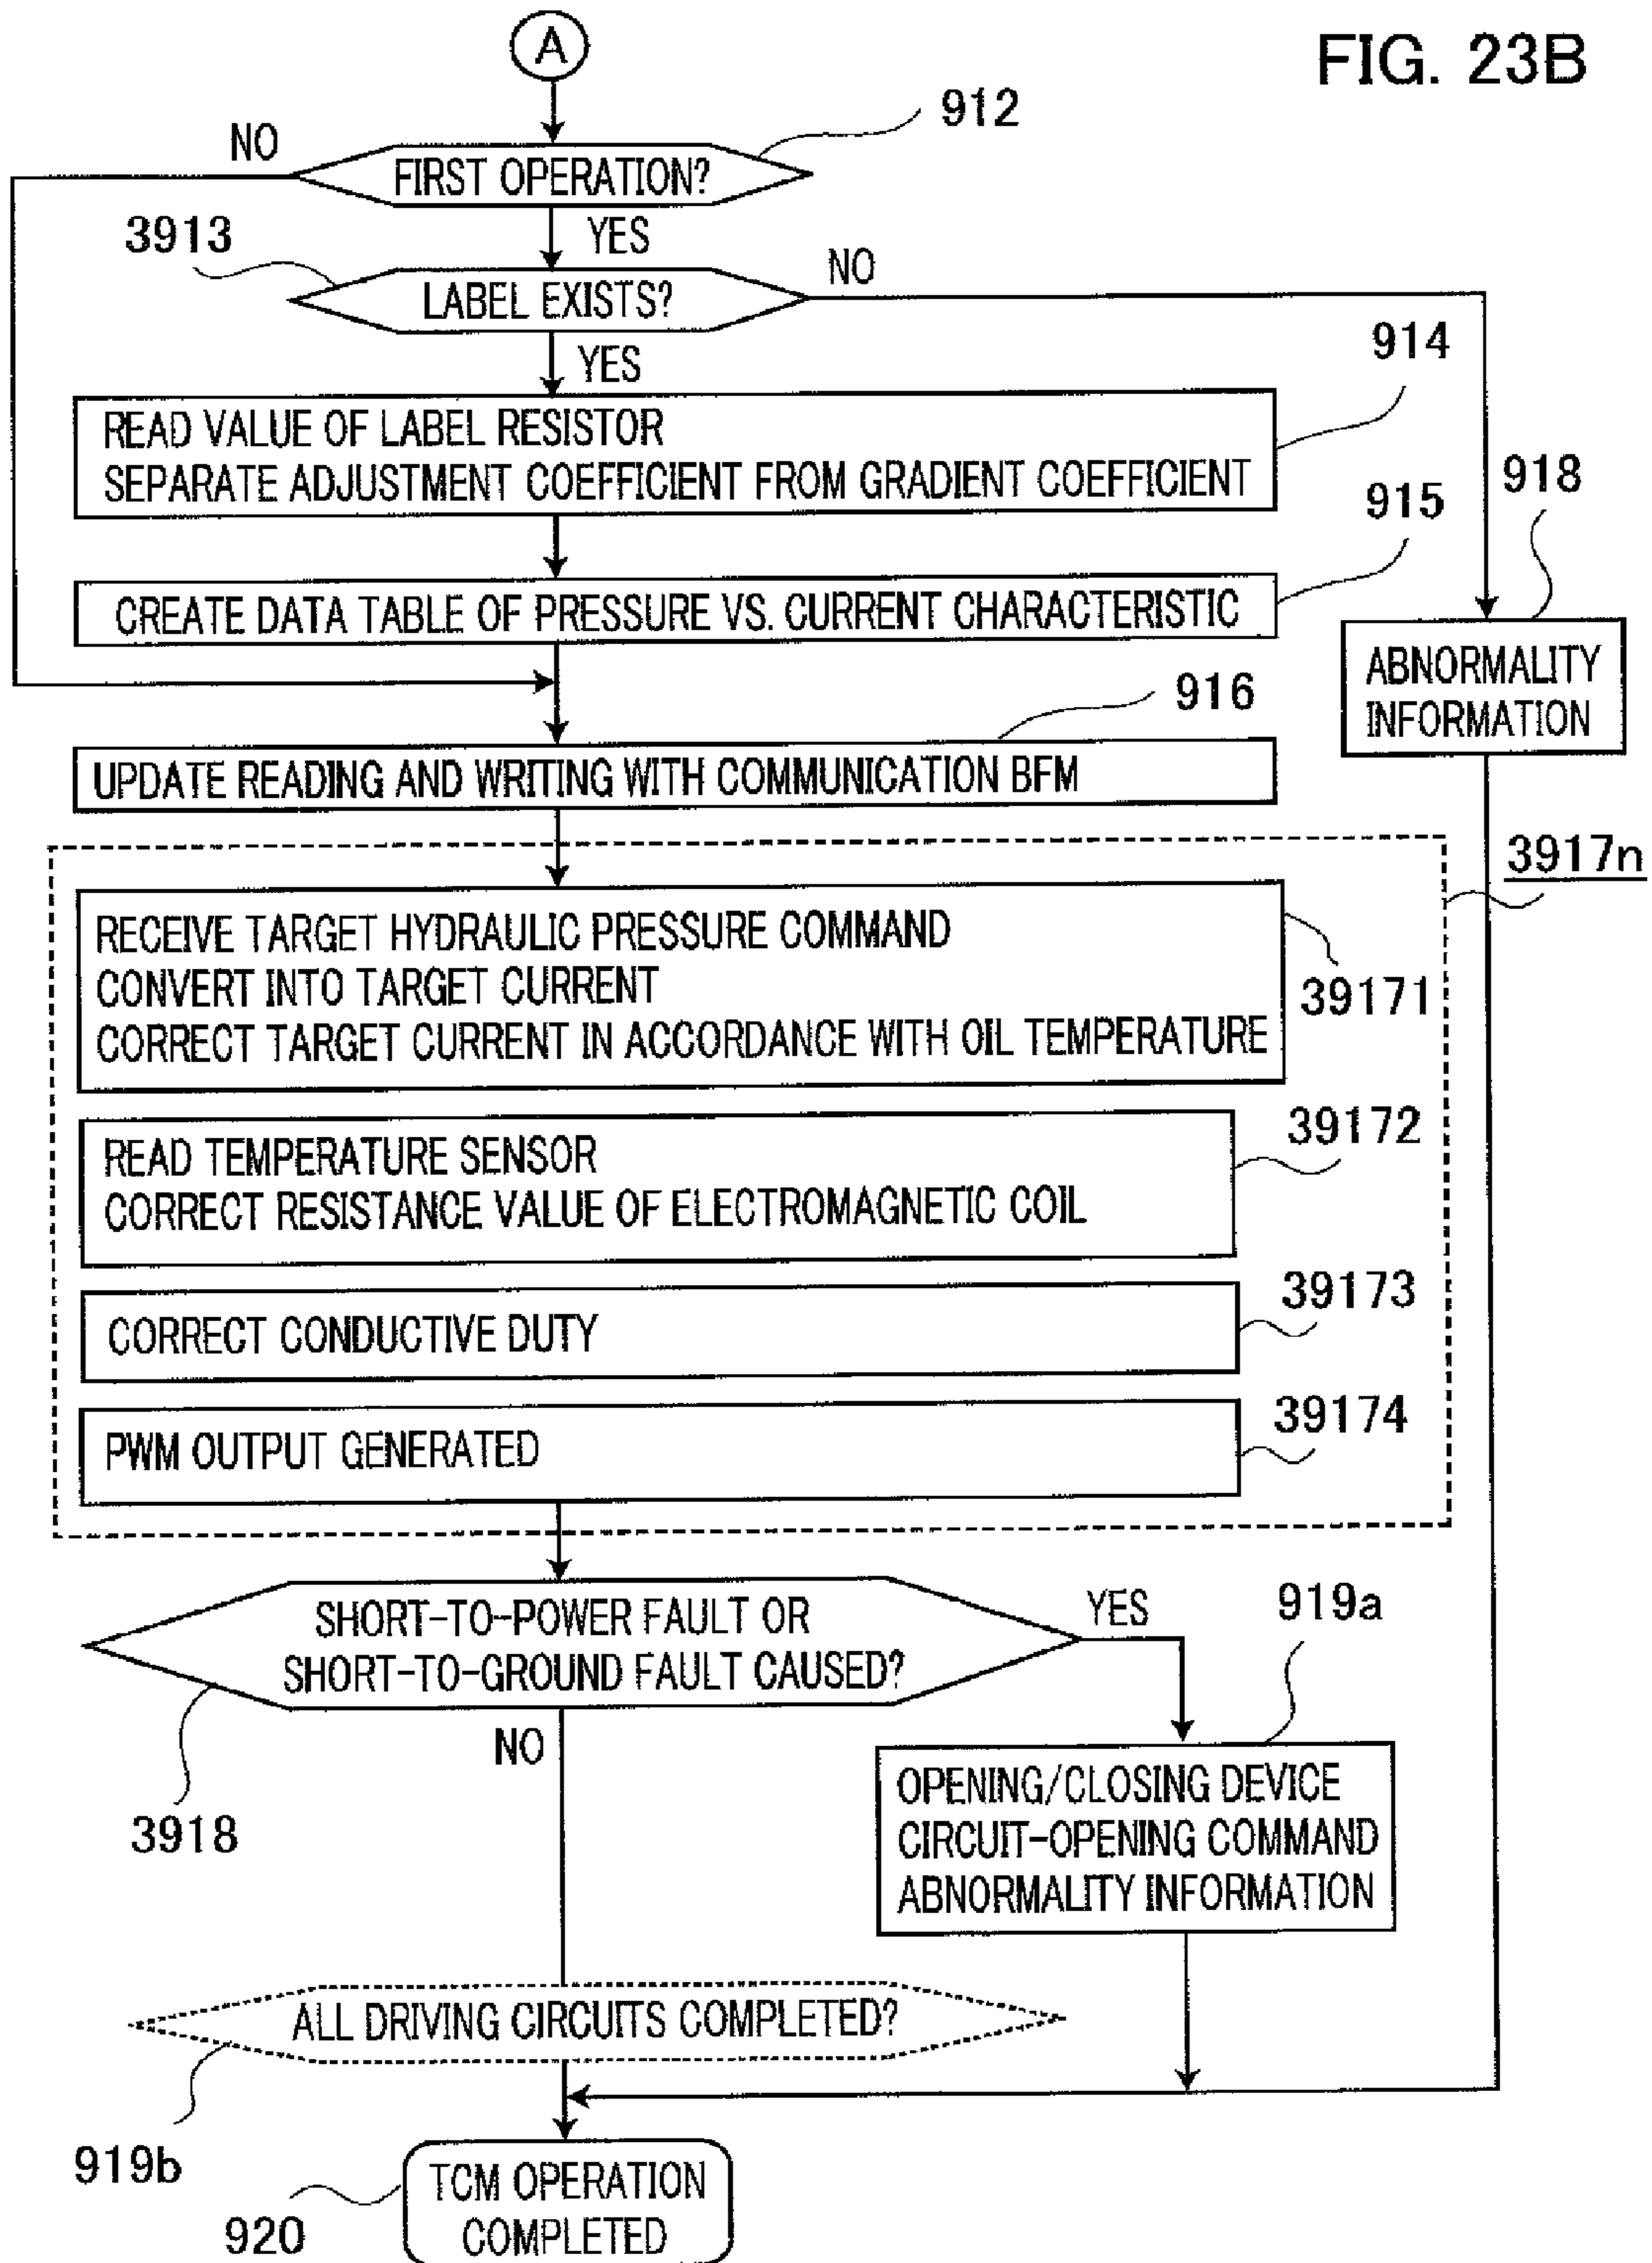 A
FIG. 23B
912
NO
FIRST OPERATION?
YES
3913
NO
LABEL EXISTS?
YES
914
READ VALUE OF LABEL RESISTOR
SEPARATE ADJUSTMENT COEFFICIENT FROM GRADIENT COEFFICIENT
918
915
CREATE DATA TABLE OF PRESSURE VS. CURRENT CHARACTERISTIC
ABNORMALITY
INFORMATION
916
UPDATE READING AND WRITING WITH COMMUNICATION BFM
3917n
RECEIVE TARGET HYDRAULIC PRESSURE COMMAND
CONVERT INTO TARGET CURRENT
CORRECT TARGET CURRENT IN ACCORDANCE WITH OIL TEMPERATURE
39171
39172
READ TEMPERATURE SENSOR
CORRECT RESISTANCE VALUE OF ELECTROMAGNETIC COIL
39173
CORRECT CONDUCTIVE DUTY
39174
PWM OUTPUT GENERATED
SHORT-TO-POWER FAULT OR
SHORT-TO-GROUND FAULT CAUSED?
YES
919a
NO
3918
OPENING/CLOSING DEVICE
CIRCUIT-OPENING COMMAND
ABNORMALITY INFORMATION
ALL DRIVING CIRCUITS COMPLETED?
919b
TCM OPERATION
COMPLETED
920